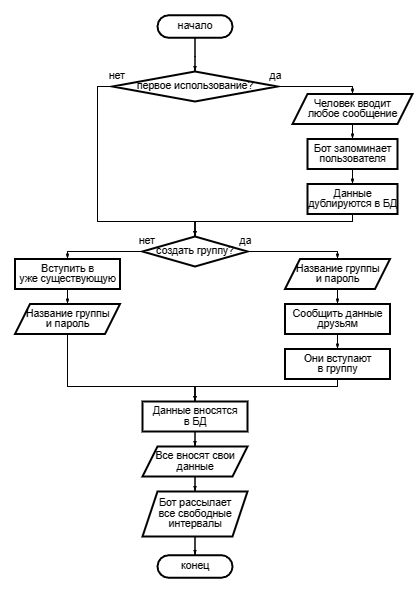 начало
нет
да
первое использование?
Человек вводит
любое сообщение
Бот запоминает
пользователя
Данные
дублируются в БД
нет
да
создать группу?
Вступить в
уже существующую
Название группы
и пароль
Название группы
и пароль
Сообщить данные
друзьям
Они вступают
в группу
Данные вносятся
в БД
Все вносят свои
данные
Бот рассылает
все свободные
интервалы
конец